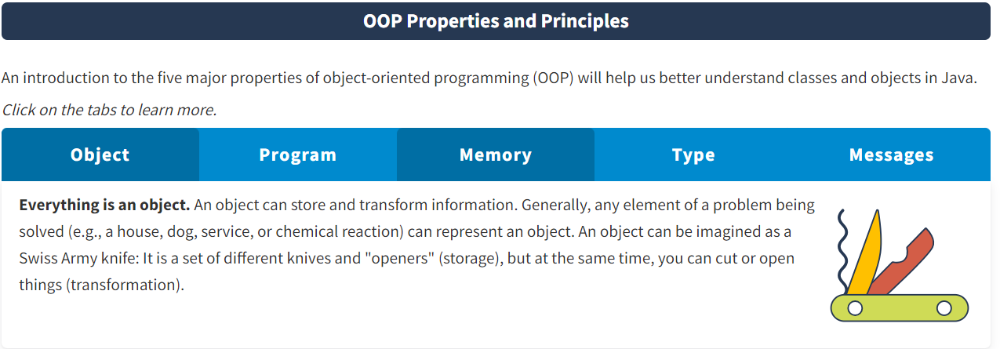 OOP Properties and Principles
An introduction to the five major properties of object-oriented programming (OOP) will help us better understand classes and objects in Java.
Click on the tabs to learn more.
Object Program Memory Type Messages
Everything is an object. An object can store and transform information. Generally, any element of a problem being
solved (e.g., a house, dog, service, or chemical reaction) can represent an object. An object can be imagined as a
Swiss Army knife: It is a set of different knives and "openers" (storage), but at the same time, you can cut or open
things (transformation).